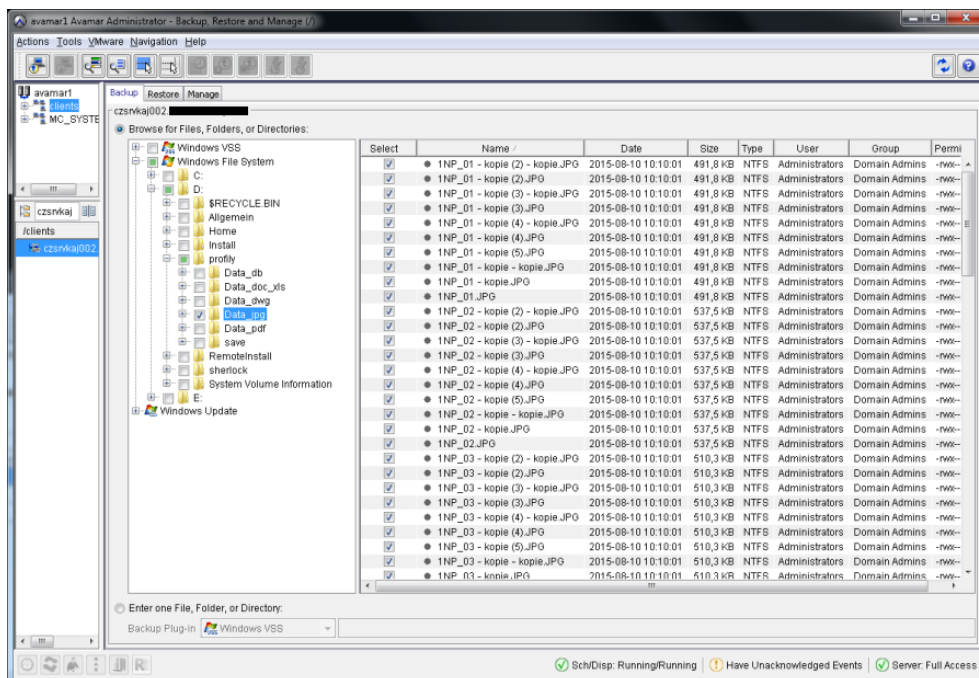 avamar1 Avamar Administrator - Backup, Restore and Manage (/)
Actions Tools VMware Navigation Help
avamar1
clients
MC_SYSTE
czsrvkaj
/clients
czsrvkaj002.
Backup Restore Manage
czsrvkaj002.
Browse for Files, Folders, or Directories:
Windows VSS
Windows File System
C:
D:
$RECYCLE.BIN
Allgemein
Home
Install
profily
Data_db
Data_doc_xls
Data_dwg
Data_jpg
Data_pdf
save
RemoteInstall
sherlock
System Volume Information
E:
Windows Update
Select Name Date Size Type User Group Permi
1NP_01 - kopie (2) - kopie.JPG 2015-08-10 10:10:01 491,8 KB NTFS Administrators Domain Admins -rwx--
1NP_01 - kopie (2).JPG 2015-08-10 10:10:01 491,8 KB NTFS Administrators Domain Admins -rwx--
1NP_01 - kopie (3) - kopie.JPG 2015-08-10 10:10:01 491,8 KB NTFS Administrators Domain Admins -rwx--
1NP_01 - kopie (3).JPG 2015-08-10 10:10:01 491,8 KB NTFS Administrators Domain Admins -rwx--
1NP_01 - kopie (4) - kopie.JPG 2015-08-10 10:10:01 491,8 KB NTFS Administrators Domain Admins -rwx--
1NP_01 - kopie (4).JPG 2015-08-10 10:10:01 491,8 KB NTFS Administrators Domain Admins -rwx--
1NP_01 - kopie (5).JPG 2015-08-10 10:10:01 491,8 KB NTFS Administrators Domain Admins -rwx--
1NP_01 - kopie - kopie.JPG 2015-08-10 10:10:01 491,8 KB NTFS Administrators Domain Admins -rwx--
1NP_01 - kopie.JPG 2015-08-10 10:10:01 491,8 KB NTFS Administrators Domain Admins -rwx--
1NP_01.JPG 2015-08-10 10:10:01 491,8 KB NTFS Administrators Domain Admins -rwx--
1NP_02 - kopie (2) - kopie.JPG 2015-08-10 10:10:01 537,5 KB NTFS Administrators Domain Admins -rwx--
1NP_02 - kopie (2).JPG 2015-08-10 10:10:01 537,5 KB NTFS Administrators Domain Admins -rwx--
1NP_02 - kopie (3) - kopie.JPG 2015-08-10 10:10:01 537,5 KB NTFS Administrators Domain Admins -rwx--
1NP_02 - kopie (3).JPG 2015-08-10 10:10:01 537,5 KB NTFS Administrators Domain Admins -rwx--
1NP_02 - kopie (4) - kopie.JPG 2015-08-10 10:10:01 537,5 KB NTFS Administrators Domain Admins -rwx--
1NP_02 - kopie (4).JPG 2015-08-10 10:10:01 537,5 KB NTFS Administrators Domain Admins -rwx--
1NP_02 - kopie (5).JPG 2015-08-10 10:10:01 537,5 KB NTFS Administrators Domain Admins -rwx--
1NP_02 - kopie - kopie.JPG 2015-08-10 10:10:01 537,5 KB NTFS Administrators Domain Admins -rwx--
1NP_02 - kopie.JPG 2015-08-10 10:10:01 537,5 KB NTFS Administrators Domain Admins -rwx--
1NP_02.JPG 2015-08-10 10:10:01 537,5 KB NTFS Administrators Domain Admins -rwx--
1NP_03 - kopie (2) - kopie.JPG 2015-08-10 10:10:01 510,3 KB NTFS Administrators Domain Admins -rwx--
1NP_03 - kopie (2).JPG 2015-08-10 10:10:01 510,3 KB NTFS Administrators Domain Admins -rwx--
1NP_03 - kopie (3) - kopie.JPG 2015-08-10 10:10:01 510,3 KB NTFS Administrators Domain Admins -rwx--
1NP_03 - kopie (3).JPG 2015-08-10 10:10:01 510,3 KB NTFS Administrators Domain Admins -rwx--
1NP_03 - kopie (4) - kopie.JPG 2015-08-10 10:10:01 510,3 KB NTFS Administrators Domain Admins -rwx--
1NP_03 - kopie (4).JPG 2015-08-10 10:10:01 510,3 KB NTFS Administrators Domain Admins -rwx--
1NP_03 - kopie (5).JPG 2015-08-10 10:10:01 510,3 KB NTFS Administrators Domain Admins -rwx--
1NP_03 - kopie - kopie.JPG 2015-08-10 10:10:01 510,3 KB NTFS Administrators Domain Admins -rwx--
1NP_03 - kopie.JPG 2015-08-10 10:10:01 510,3 KB NTFS Administrators Domain Admins -rwx--
Enter one File, Folder, or Directory:
Backup Plug-in Windows VSS
Sch/Disp: Running/Running Have Unacknowledged Events Server: Full Access